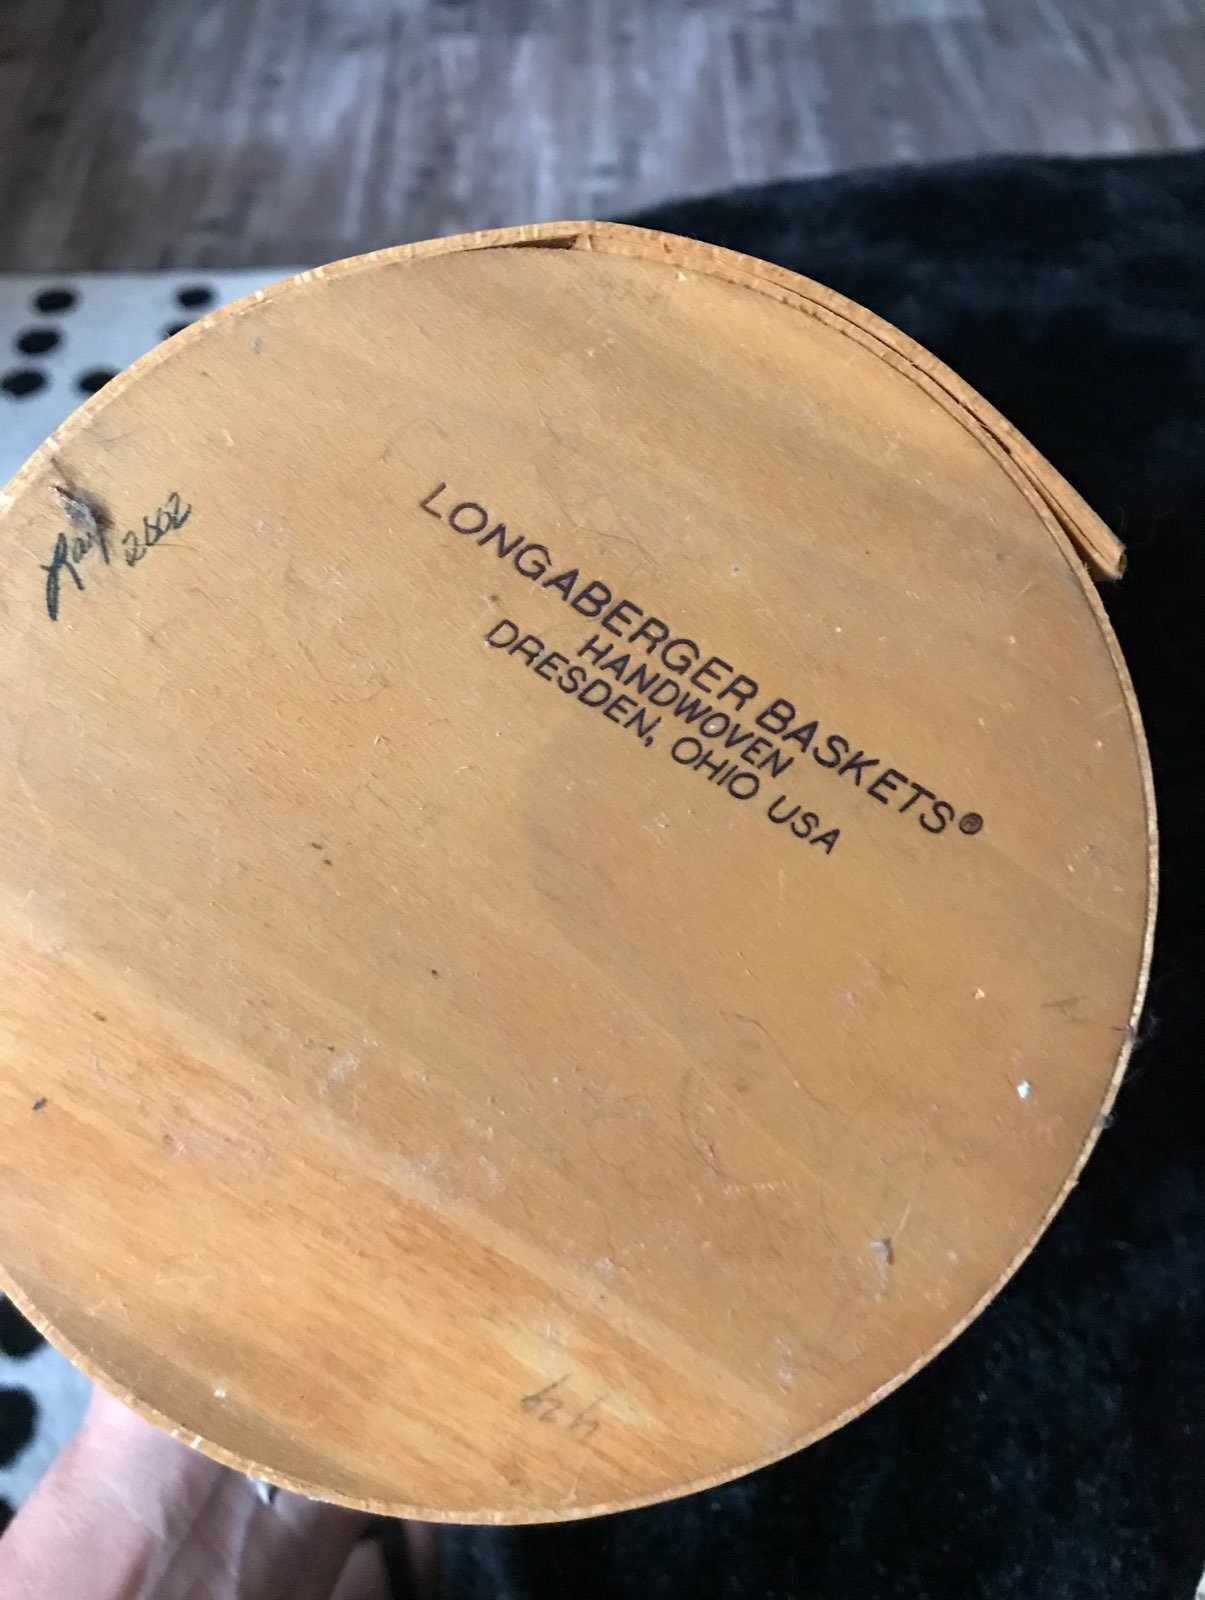 LONGABERGER BASKETS®
HANDWOVEN
DRESDEN, OHIO USA
2002